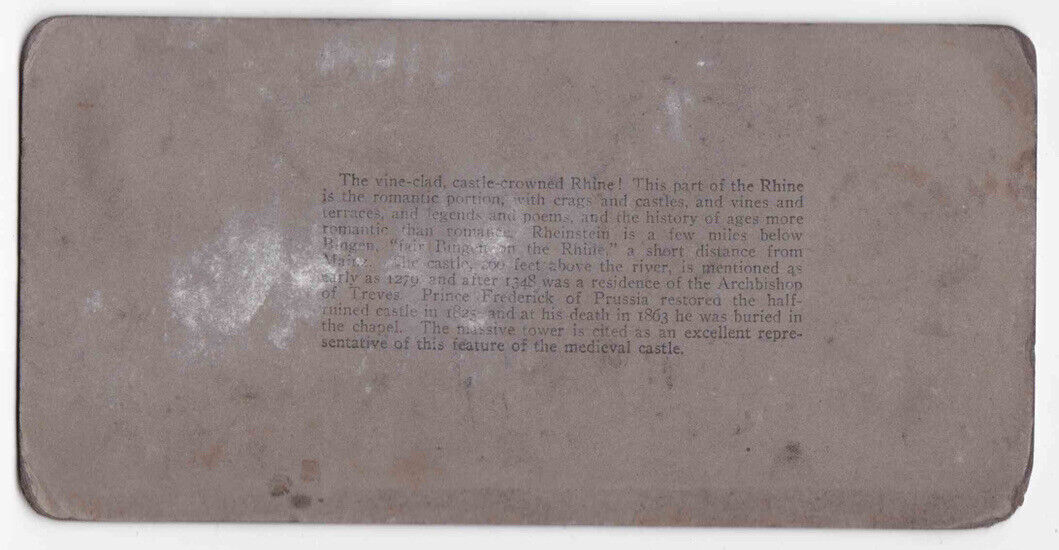 The vine-clad, castle-crowned Rhine! This part of the Rhine
is the romantic portion, with crags and castles, and vines and
terraces, and legends and poems, and the history of ages more
romantic than romance. Rheinstein is a few miles below
Bingen, "fair Bingen on the Rhine," a short distance from
Mainz. The castle, 260 feet above the river, is mentioned as
early as 1279 and after 1348 was a residence of the Archbishop
of Treves. Prince Frederick of Prussia restored the half-
ruined castle in 1825, and at his death in 1863 he was buried in
the chapel. The massive tower is cited as an excellent repre-
sentative of this feature of the medieval castle.